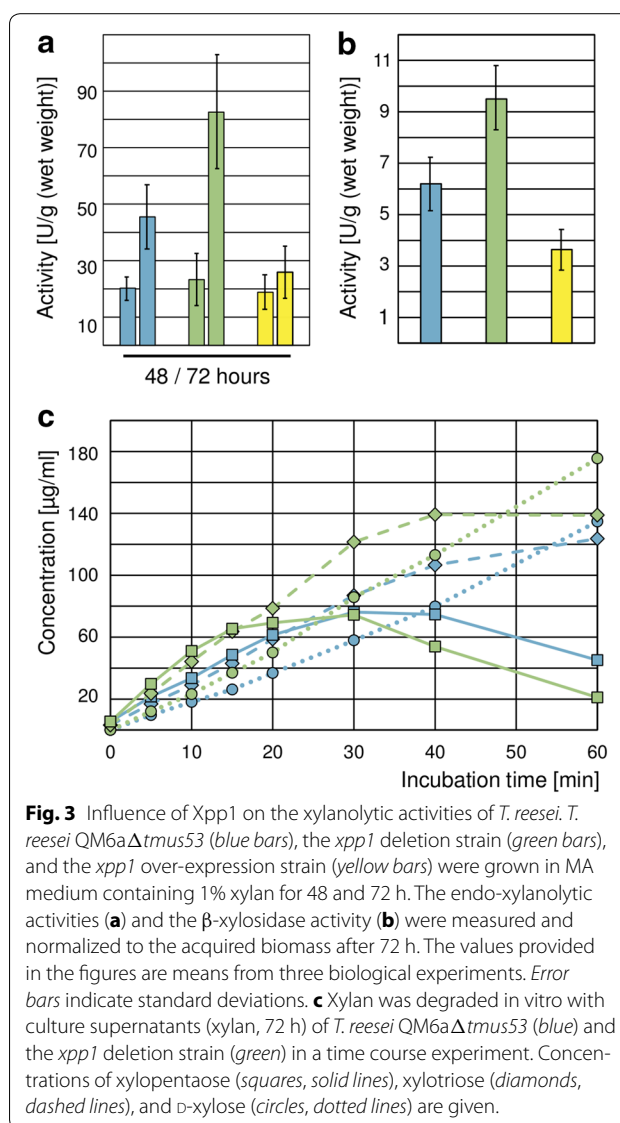 a
b
Activity [U/g (wet weight)]
90
70
50
30
10
48 / 72 hours
Activity [U/g (wet weight)]
11
9
7
5
3
1
c
Concentration [µg/ml]
180
140
100
60
20
0 10 20 30 40 50 60
Incubation time [min]
Fig. 3 Influence of Xpp1 on the xylanolytic activities of T. reesei. T.
reesei QM6aΔtmus53 (blue bars), the xpp1 deletion strain (green bars),
and the xpp1 over-expression strain (yellow bars) were grown in MA
medium containing 1% xylan for 48 and 72 h. The endo-xylanolytic
activities (a) and the β-xylosidase activity (b) were measured and
normalized to the acquired biomass after 72 h. The values provided
in the figures are means from three biological experiments. Error
bars indicate standard deviations. c Xylan was degraded in vitro with
culture supernatants (xylan, 72 h) of T. reesei QM6aΔtmus53 (blue) and
the xpp1 deletion strain (green) in a time course experiment. Concen-
trations of xylopentaose (squares, solid lines), xylotriose (diamonds,
dashed lines), and D-xylose (circles, dotted lines) are given.